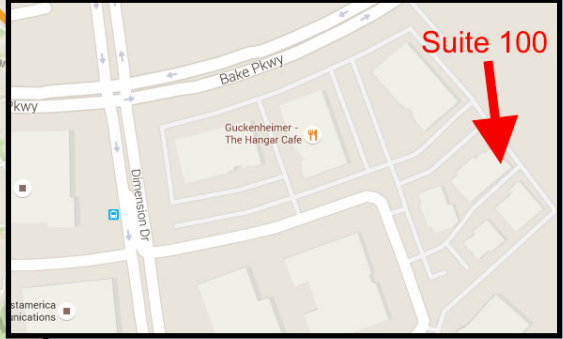 Suite 100
Bake Pkwy
Pkwy
Guckenheimer -
The Hangar Cafe
Dimension Dr
stamerica
nications